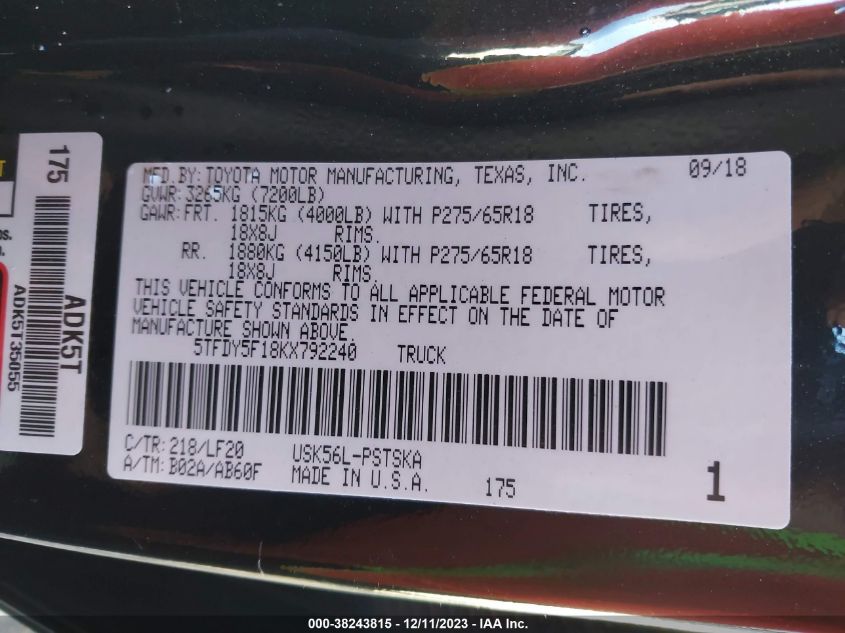 MFD.BY: TOYOTA MOTOR MANUFACTURING, TEXAS, INC. 09/18
GVWR: 3265KG (7200LB)
GAWR: FRT. 1815KG (4000LB) WITH P275/65R18 TIRES,
18X8J RIMS.
RR. 1880KG (4150LB) WITH P275/65R18 TIRES,
18X8J RIMS.
THIS VEHICLE CONFORMS TO ALL APPLICABLE FEDERAL MOTOR
VEHICLE SAFETY STANDARDS IN EFFECT ON THE DATE OF
MANUFACTURE SHOWN ABOVE.
5TFDY5F18KX792240 TRUCK
C/TR: 218/LF20 USK56L-PSTSKA
A/TM: B02A/AB60F MADE IN U.S.A. 175 1
175
ADK5T
ADK5T35055
000-38243815 - 12/11/2023 - IAA Inc.